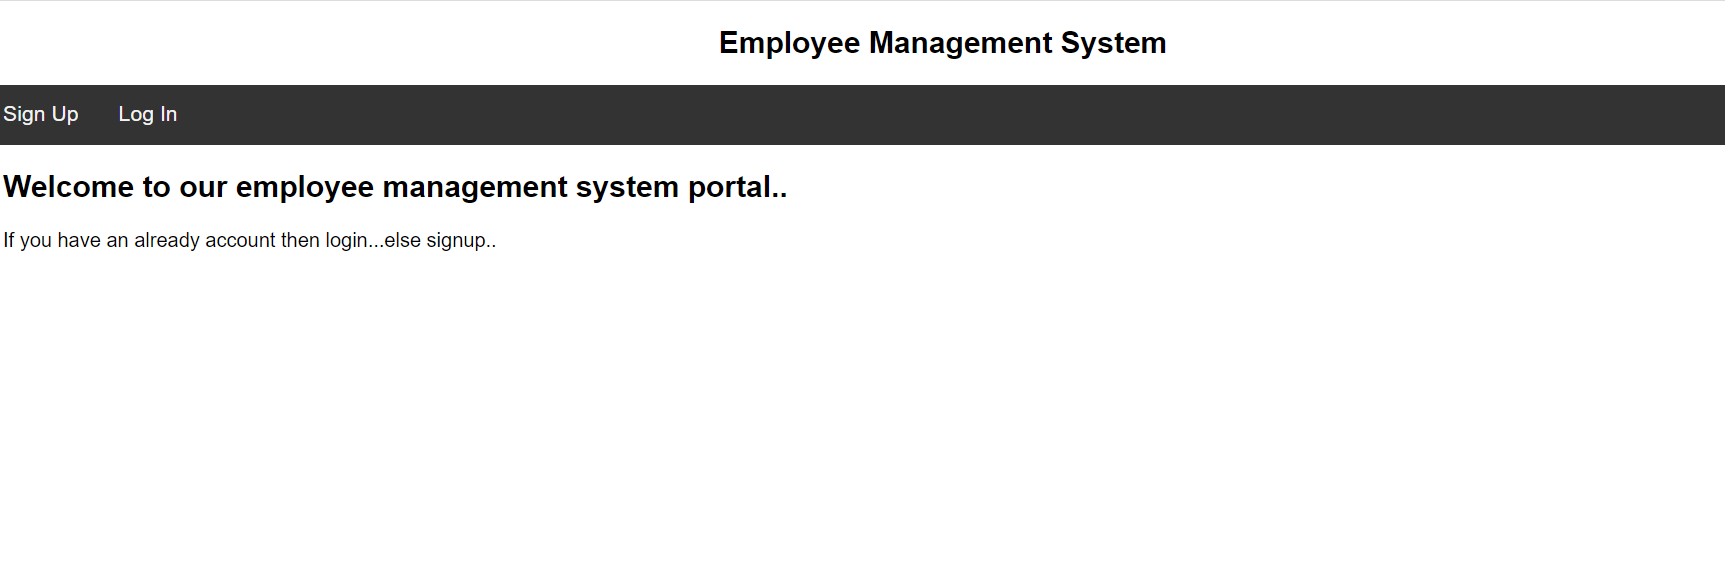 Employee Management System
Sign Up Log In
Welcome to our employee management system portal..
If you have an already account then login...else signup..